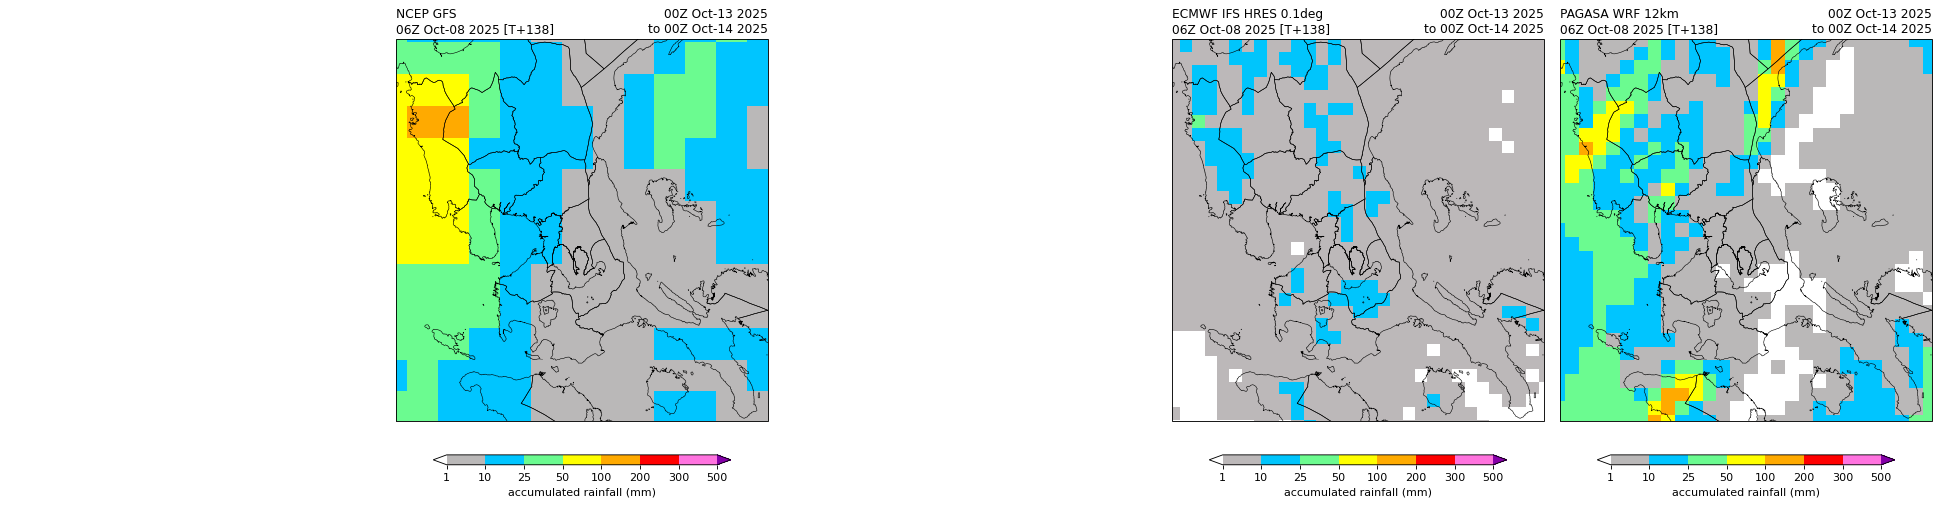 NCEP GFS 00Z Oct-13 2025
06Z Oct-08 2025 [T+138] to 00Z Oct-14 2025
1 10 25 50 100 200 300 500
accumulated rainfall (mm)
ECMWF IFS HRES 0.1deg 00Z Oct-13 2025
06Z Oct-08 2025 [T+138] to 00Z Oct-14 2025
1 10 25 50 100 200 300 500
accumulated rainfall (mm)
PAGASA WRF 12km 00Z Oct-13 2025
06Z Oct-08 2025 [T+138] to 00Z Oct-14 2025
1 10 25 50 100 200 300 500
accumulated rainfall (mm)